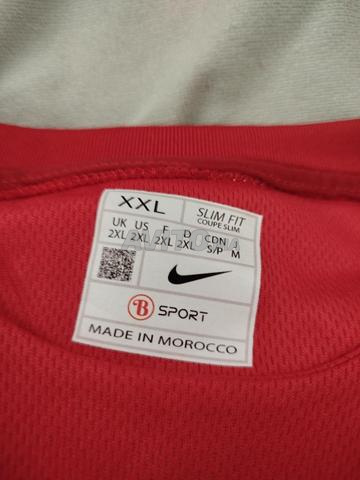 XXL
SLIM FIT
COUPE SLIM
UK US F D CDN J
2XL 2XL 2XL 2XL S/P M
B SPORT
MADE IN MOROCCO